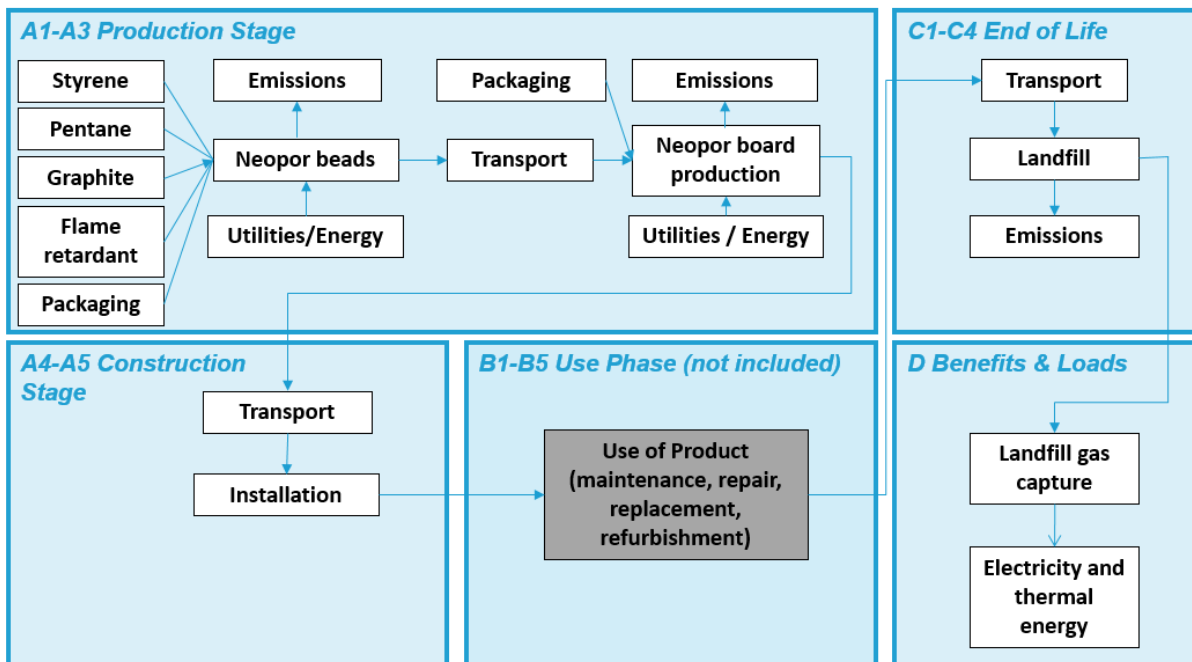 A1-A3 Production Stage
Styrene
Pentane
Graphite
Flame
retardant
Packaging
Emissions
Neopor beads
Utilities/Energy
Packaging
Transport
Emissions
Neopor board
production
Utilities / Energy
C1-C4 End of Life
Transport
Landfill
Emissions
A4-A5 Construction
Stage
Transport
Installation
B1-B5 Use Phase (not included)
Use of Product
(maintenance, repair,
replacement,
refurbishment)
D Benefits & Loads
Landfill gas
capture
Electricity and
thermal
energy